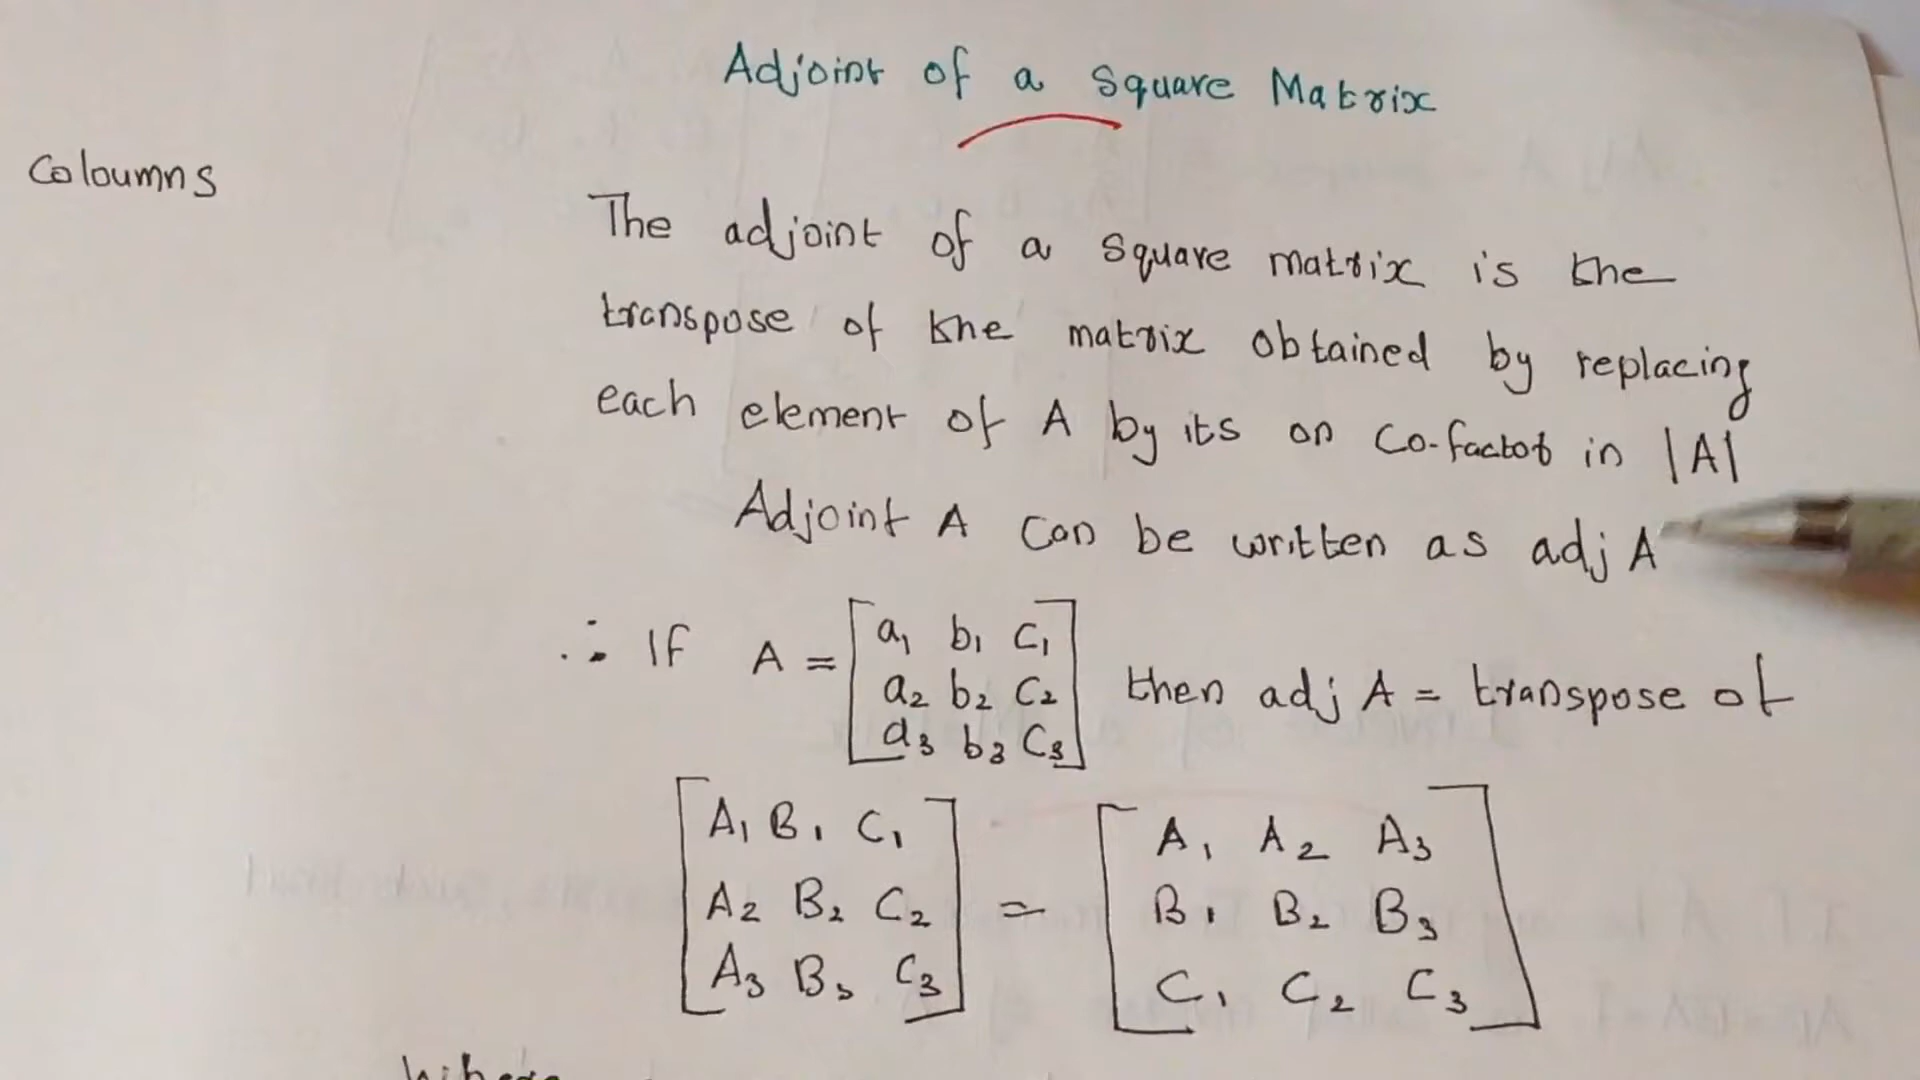 Adjoint of a Square Matrix
Coloumns
The adjoint of a square matrix is the
transpose of the matrix obtained by replacing
each element of A by its on co-factor in |A|
Adjoint A can be written as adj A
∴ If A = [a₁ b₁ c₁ then adj A = transpose of
a₂ b₂ c₂
a₃ b₃ c₃]
[A₁ B₁ C₁
A₂ B₂ C₂
A₃ B₃ C₃]
=
[A₁ A₂ A₃
B₁ B₂ B₃
C₁ C₂ C₃]